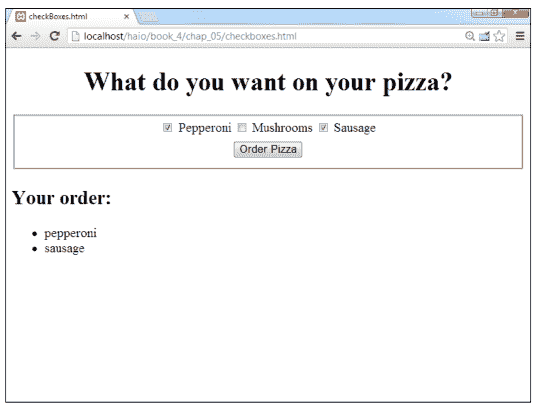 checkBoxes.html
localhost/haio/book_4/chap_05/checkboxes.html
What do you want on your pizza?
Pepperoni Mushrooms Sausage
Order Pizza
Your order:
pepperoni
sausage